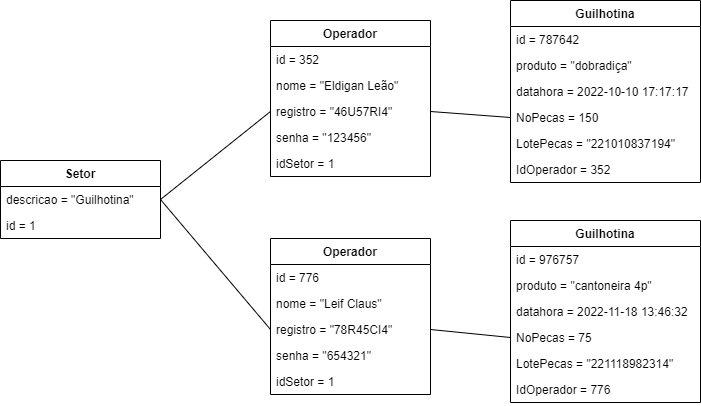 Setor
descricao = "Guilhotina"
id = 1
Operador
id = 352
nome = "Eldigan Leão"
registro = "46U57RI4"
senha = "123456"
idSetor = 1
Guilhotina
id = 787642
produto = "dobradiça"
datahora = 2022-10-10 17:17:17
NoPecas = 150
LotePecas = "221010837194"
IdOperador = 352
Operador
id = 776
nome = "Leif Claus"
registro = "78R45CI4"
senha = "654321"
idSetor = 1
Guilhotina
id = 976757
produto = "cantoneira 4p"
datahora = 2022-11-18 13:46:32
NoPecas = 75
LotePecas = "221118982314"
IdOperador = 776